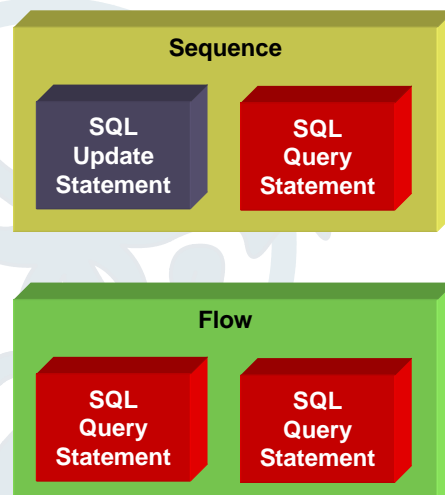 Sequence
SQL
Update
Statement
SQL
Query
Statement
Flow
SQL
Query
Statement
SQL
Query
Statement